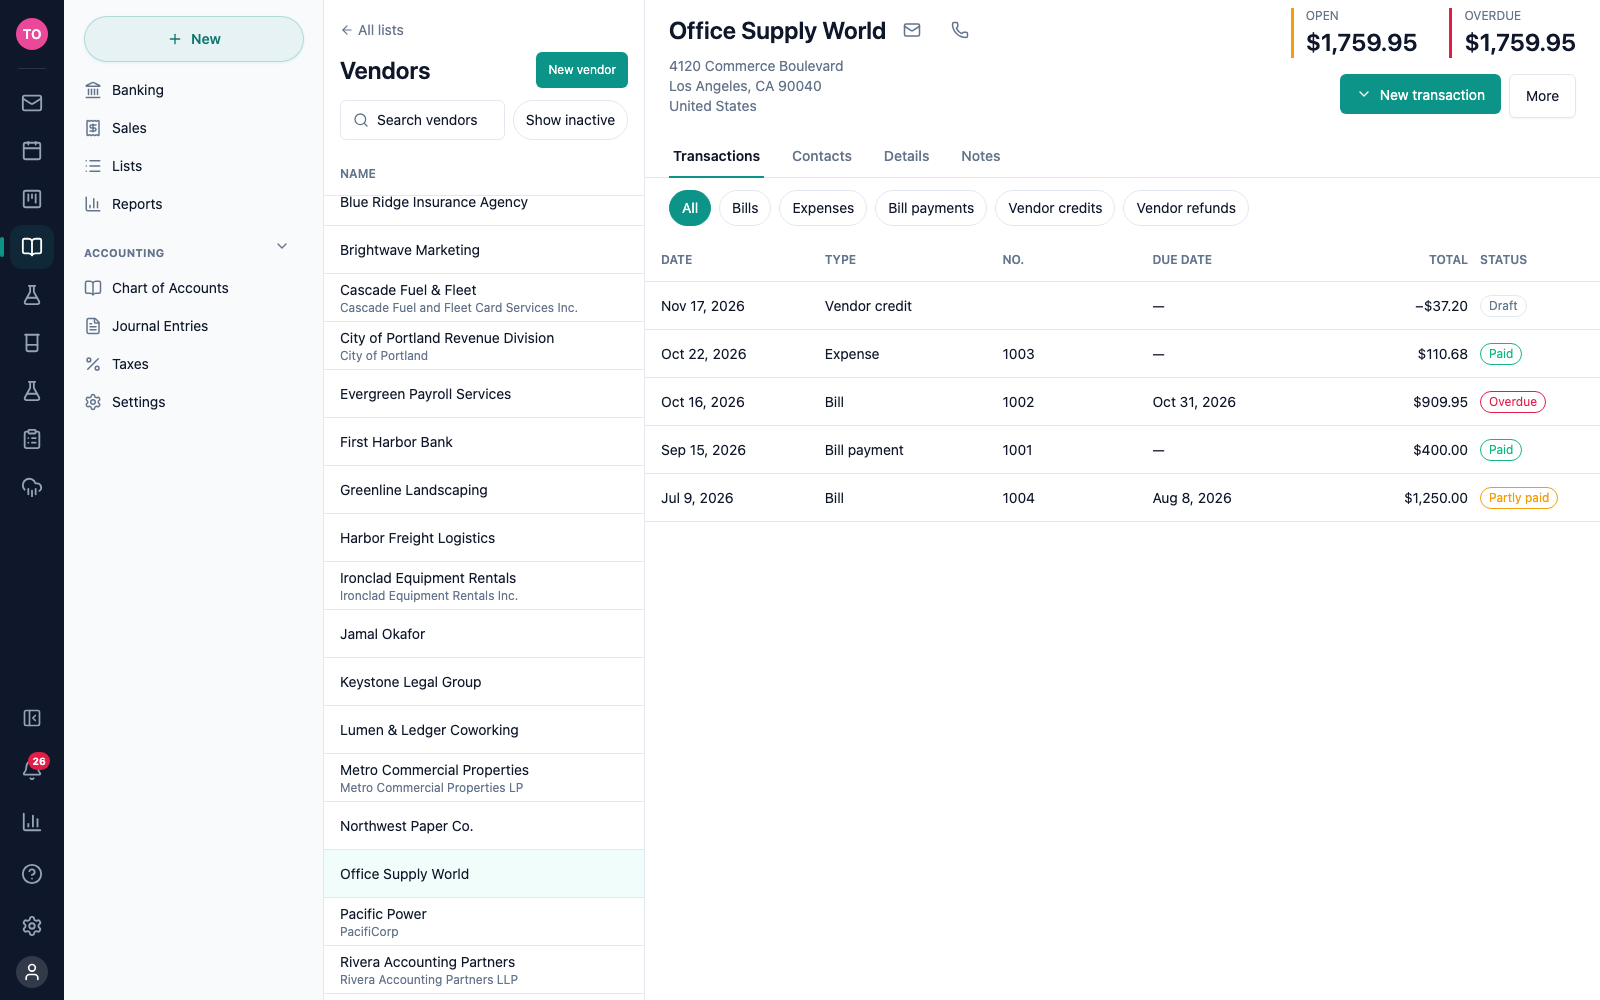 TO
26
New
Banking
Sales
Lists
Reports
ACCOUNTING
Chart of Accounts
Journal Entries
Taxes
Settings
All lists
Vendors
New vendor
Search vendors
Show inactive
NAME
Blue Ridge Insurance Agency
Brightwave Marketing
Cascade Fuel & Fleet
Cascade Fuel and Fleet Card Services Inc.
City of Portland Revenue Division
City of Portland
Evergreen Payroll Services
First Harbor Bank
Greenline Landscaping
Harbor Freight Logistics
Ironclad Equipment Rentals
Ironclad Equipment Rentals Inc.
Jamal Okafor
Keystone Legal Group
Lumen & Ledger Coworking
Metro Commercial Properties
Metro Commercial Properties LP
Northwest Paper Co.
Office Supply World
Pacific Power
PacifiCorp
Rivera Accounting Partners
Rivera Accounting Partners LLP
Office Supply World
4120 Commerce Boulevard
Los Angeles, CA 90040
United States
OPEN
$1,759.95
OVERDUE
$1,759.95
New transaction
More
Transactions Contacts Details Notes
All Bills Expenses Bill payments Vendor credits Vendor refunds
DATE TYPE NO. DUE DATE TOTAL STATUS
Nov 17, 2026 Vendor credit — −$37.20 Draft
Oct 22, 2026 Expense 1003 — $110.68 Paid
Oct 16, 2026 Bill 1002 Oct 31, 2026 $909.95 Overdue
Sep 15, 2026 Bill payment 1001 — $400.00 Paid
Jul 9, 2026 Bill 1004 Aug 8, 2026 $1,250.00 Partly paid